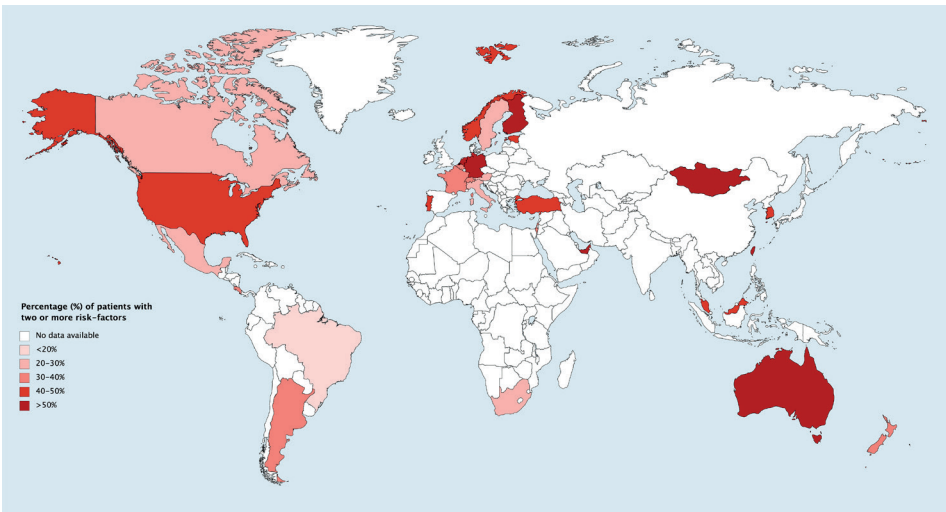 Percentage (%) of patients with
two or more risk-factors
No data available
<20%
20-30%
30-40%
40-50%
>50%